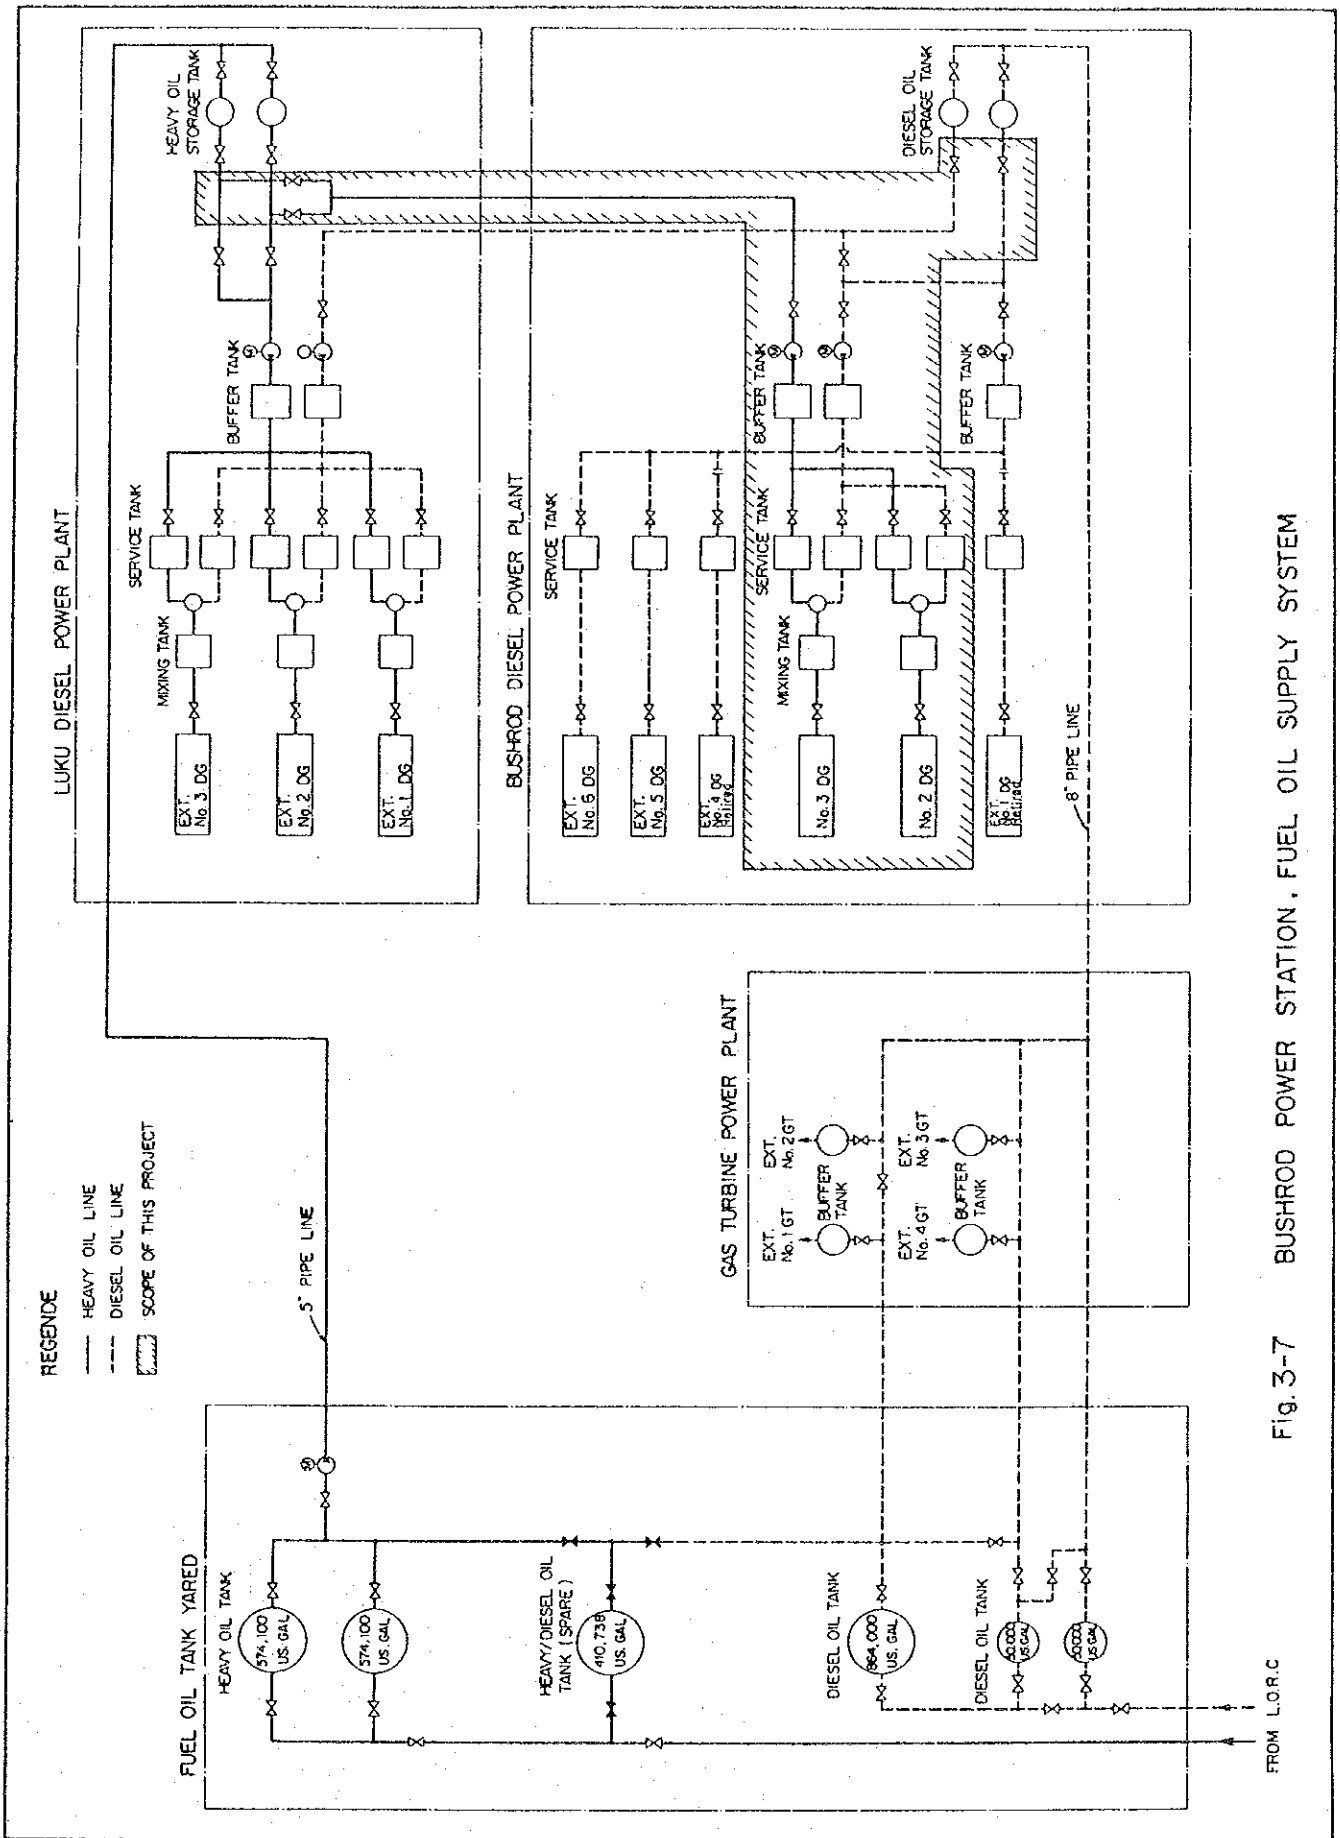 REGENDE
HEAVY OIL LINE
DIESEL OIL LINE
SCOPE OF THIS PROJECT
FUEL OIL TANK YARED
HEAVY OIL TANK
574,100
US. GAL
574,100
US. GAL
HEAVY/DIESEL OIL
TANK (SPARE)
410,738
US. GAL
DIESEL OIL TANK
864,000
US. GAL
DIESEL OIL TANK
US.GAL
US.GAL
FROM L.O.R.C
M
5" PIPE LINE
GAS TURBINE POWER PLANT
EXT.
No.1 GT
EXT.
No.2 GT
BUFFER
TANK
EXT.
No.4 GT
EXT.
No.3 GT
BUFFER
TANK
8" PIPE LINE
LUKU DIESEL POWER PLANT
EXT.
No.3 DG
EXT.
No.2 DG
EXT.
No.1 DG
MIXING TANK
SERVICE TANK
BUFFER TANK
M
HEAVY OIL
STORAGE TANK
BUSHROD DIESEL POWER PLANT
EXT.
No.6 DG
EXT.
No.5 DG
EXT.
No.4 DG
Retired
No.3 DG
No.2 DG
EXT.
No.1 DG
Retired
MIXING TANK
SERVICE TANK
SERVICE TANK
BUFFER TANK
M
M
BUFFER TANK
M
DIESEL OIL
STORAGE TANK
Fig. 3-7 BUSHROD POWER STATION, FUEL OIL SUPPLY SYSTEM